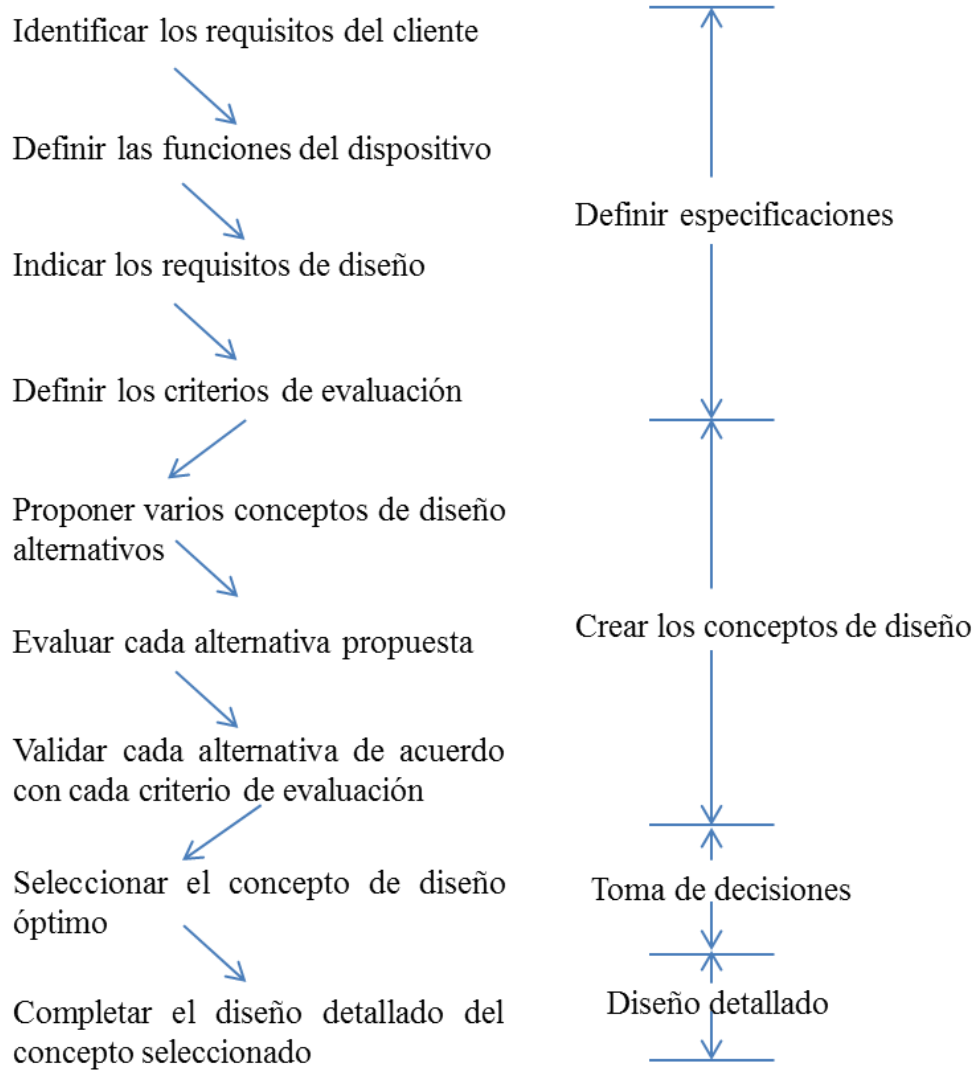 Identificar los requisitos del cliente
Definir las funciones del dispositivo
Indicar los requisitos de diseño
Definir los criterios de evaluación
Proponer varios conceptos de diseño
alternativos
Evaluar cada alternativa propuesta
Validar cada alternativa de acuerdo
con cada criterio de evaluación
Seleccionar el concepto de diseño
óptimo
Completar el diseño detallado del
concepto seleccionado
Definir especificaciones
Crear los conceptos de diseño
Toma de decisiones
Diseño detallado